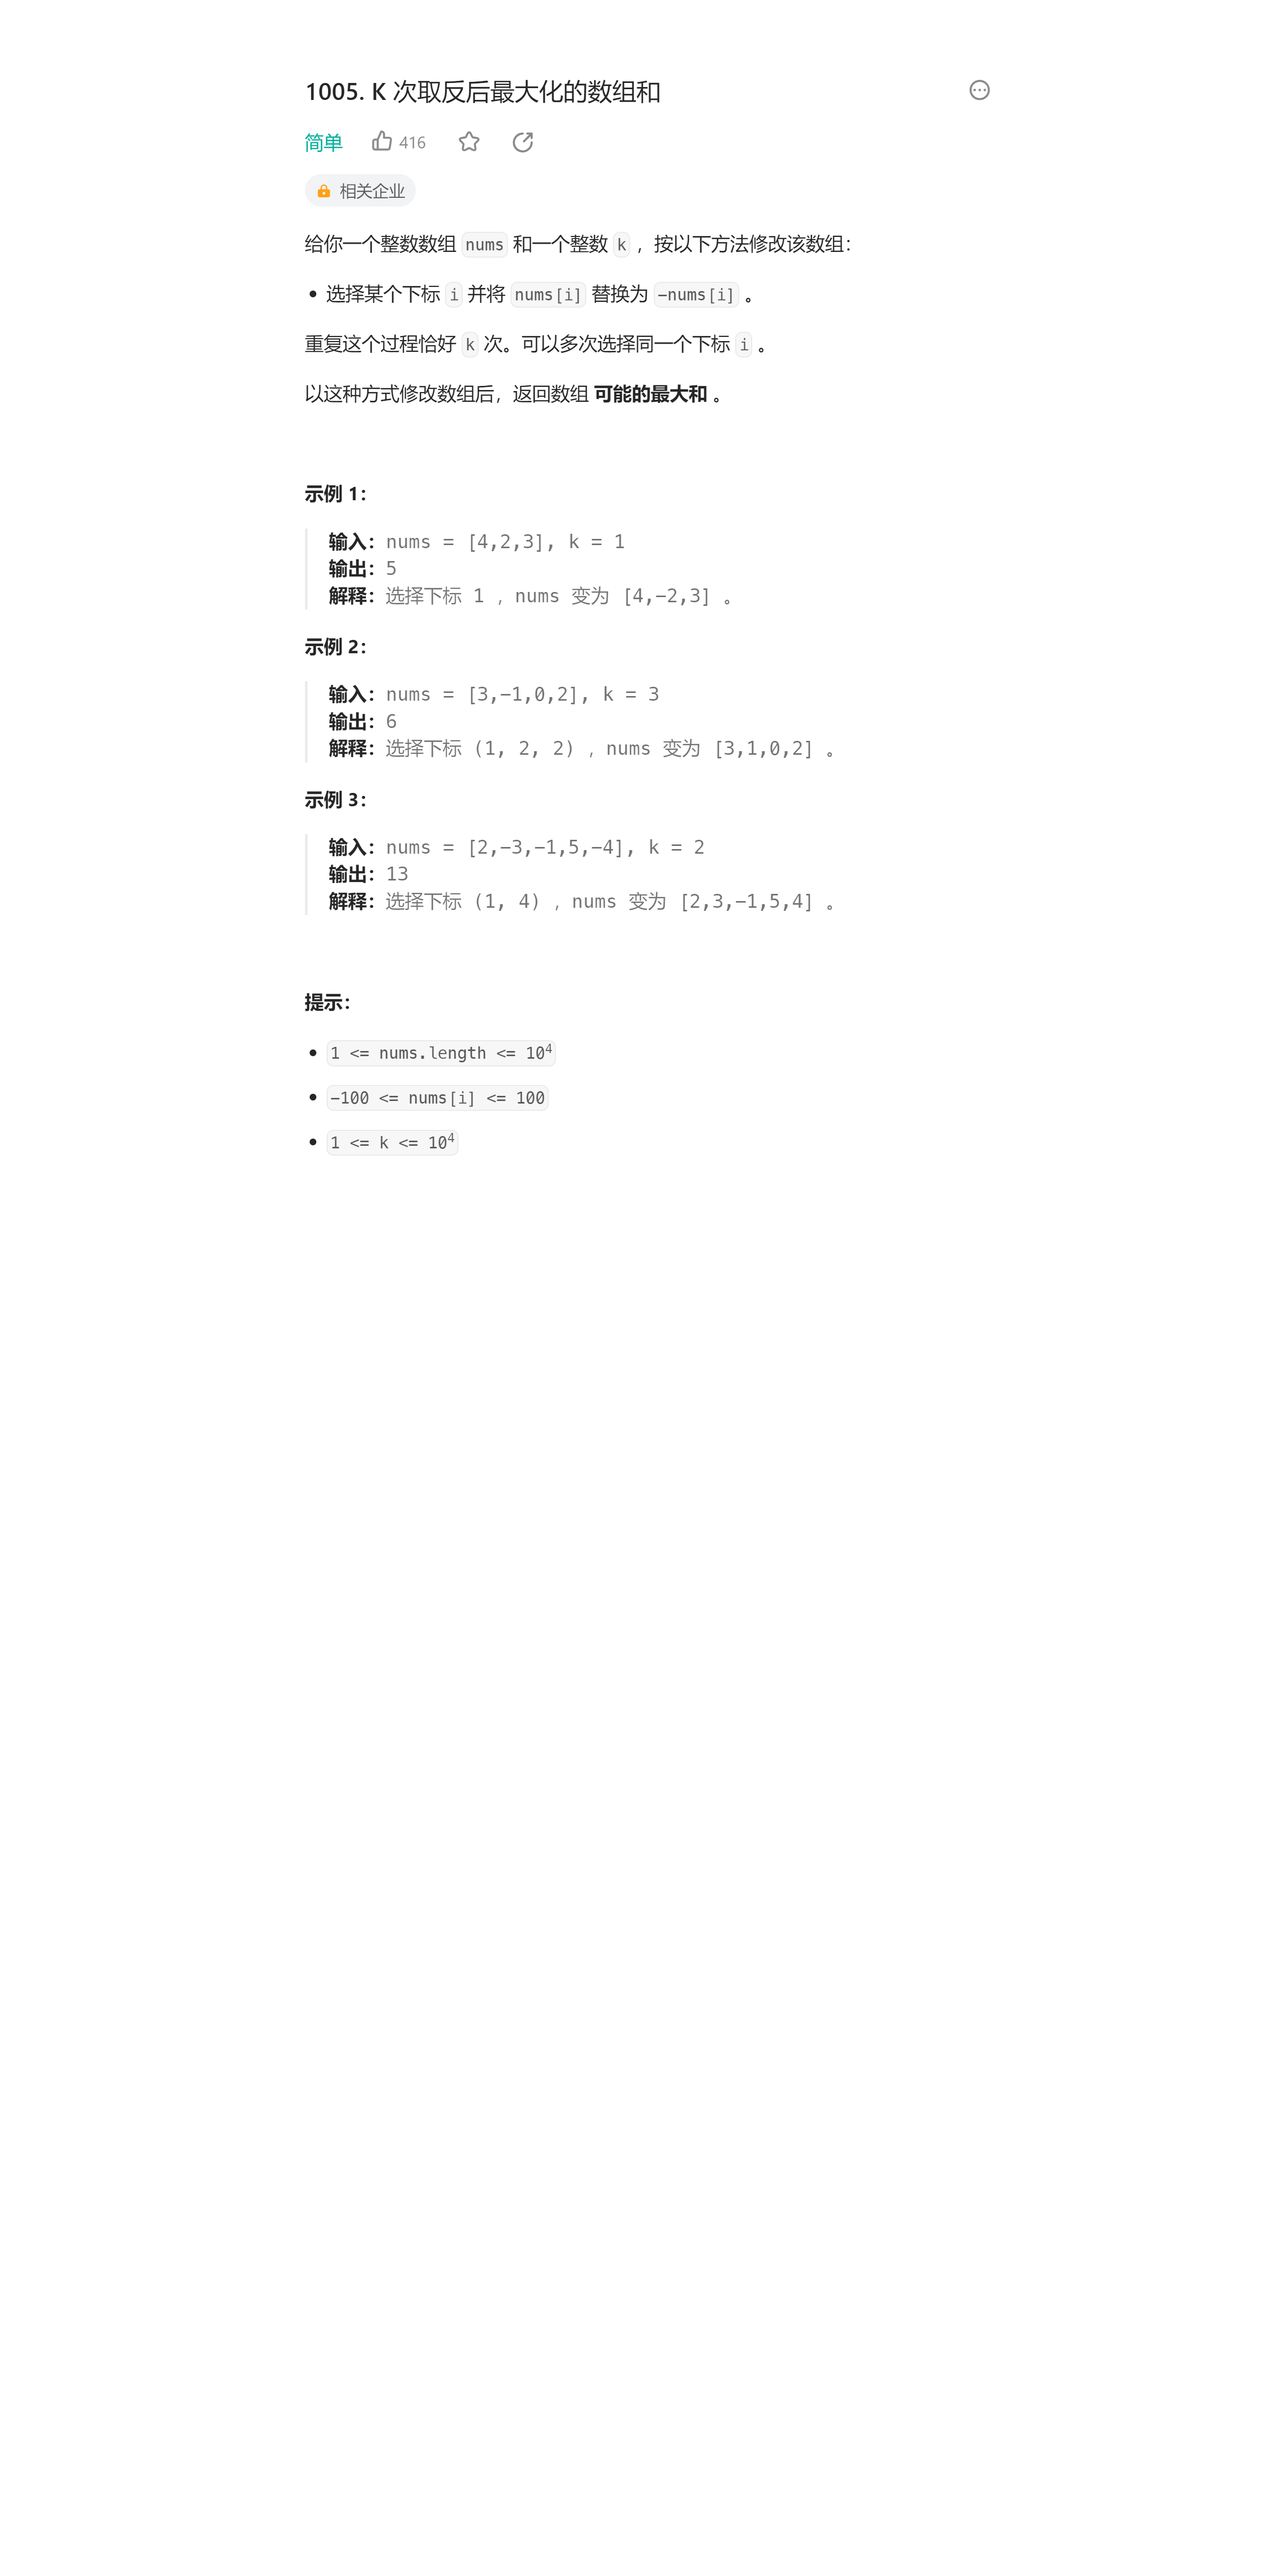 1005. K 次取反后最大化的数组和
简单 416
相关企业
给你一个整数数组 nums 和一个整数 k ，按以下方法修改该数组：
• 选择某个下标 i 并将 nums[i] 替换为 -nums[i] 。
重复这个过程恰好 k 次。可以多次选择同一个下标 i 。
以这种方式修改数组后，返回数组 可能的最大和 。
示例 1：
输入：nums = [4,2,3], k = 1
输出：5
解释：选择下标 1 ，nums 变为 [4,-2,3] 。
示例 2：
输入：nums = [3,-1,0,2], k = 3
输出：6
解释：选择下标 (1, 2, 2) ，nums 变为 [3,1,0,2] 。
示例 3：
输入：nums = [2,-3,-1,5,-4], k = 2
输出：13
解释：选择下标 (1, 4) ，nums 变为 [2,3,-1,5,4] 。
提示：
• 1 <= nums.length <= 10⁴
• -100 <= nums[i] <= 100
• 1 <= k <= 10⁴